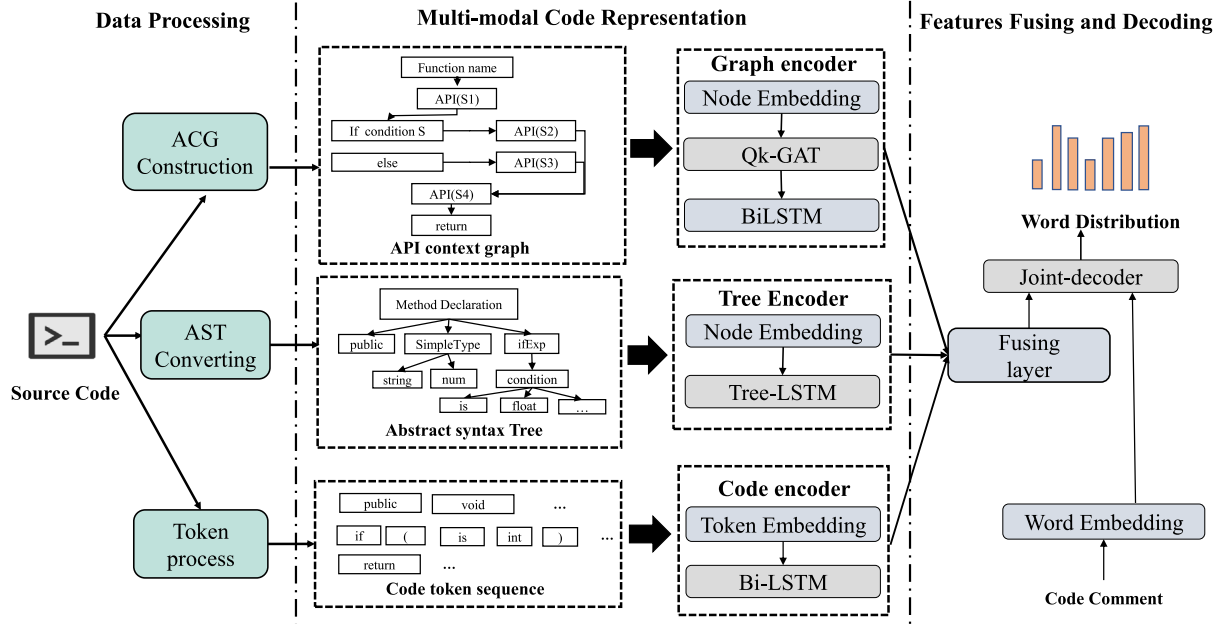 Data Processing
Multi-modal Code Representation
Features Fusing and Decoding
Source Code
ACG
Construction
AST
Converting
Token
process
Function name
API(S1)
If condition S
API(S2)
else
API(S3)
API(S4)
return
API context graph
Method Declaration
public
SimpleType
ifExp
string
num
condition
is
float
...
Abstract syntax Tree
public
void
...
if
(
is
int
)
...
return
...
Code token sequence
Graph encoder
Node Embedding
Qk-GAT
BiLSTM
Tree Encoder
Node Embedding
Tree-LSTM
Code encoder
Token Embedding
Bi-LSTM
Word Distribution
Joint-decoder
Fusing
layer
Word Embedding
Code Comment